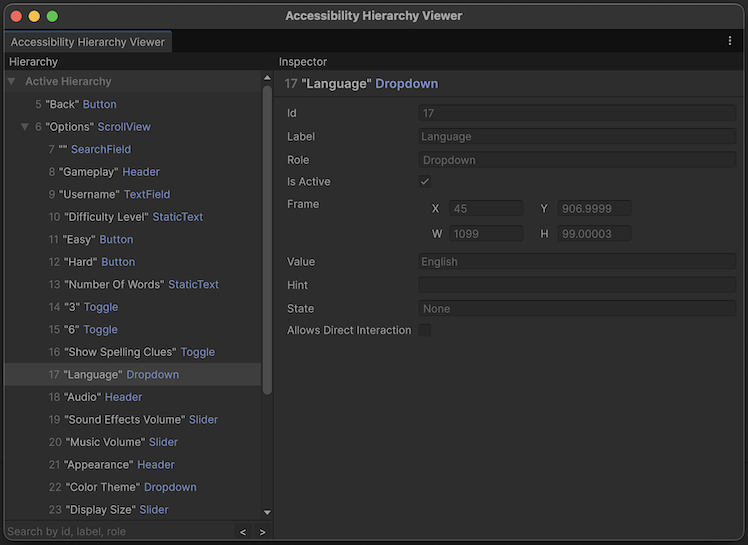 Accessibility Hierarchy Viewer
Accessibility Hierarchy Viewer
Hierarchy
Active Hierarchy
5 "Back" Button
6 "Options" ScrollView
7 "" SearchField
8 "Gameplay" Header
9 "Username" TextField
10 "Difficulty Level" StaticText
11 "Easy" Button
12 "Hard" Button
13 "Number Of Words" StaticText
14 "3" Toggle
15 "6" Toggle
16 "Show Spelling Clues" Toggle
17 "Language" Dropdown
18 "Audio" Header
19 "Sound Effects Volume" Slider
20 "Music Volume" Slider
21 "Appearance" Header
22 "Color Theme" Dropdown
23 "Display Size" Slider
Search by id, label, role
< >
Inspector
17 "Language" Dropdown
Id 17
Label Language
Role Dropdown
Is Active
Frame X 45 Y 906.9999
W 1099 H 99.00003
Value English
Hint
State None
Allows Direct Interaction